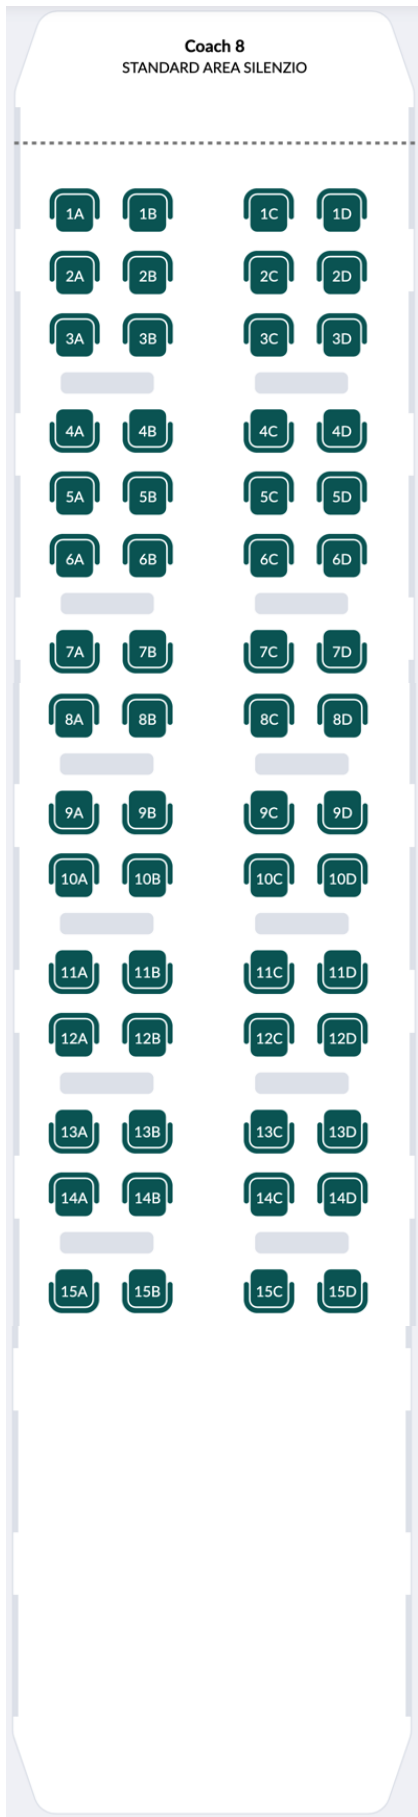 Coach 8
STANDARD AREA SILENZIO
1A 1B 1C 1D
2A 2B 2C 2D
3A 3B 3C 3D
4A 4B 4C 4D
5A 5B 5C 5D
6A 6B 6C 6D
7A 7B 7C 7D
8A 8B 8C 8D
9A 9B 9C 9D
10A 10B 10C 10D
11A 11B 11C 11D
12A 12B 12C 12D
13A 13B 13C 13D
14A 14B 14C 14D
15A 15B 15C 15D